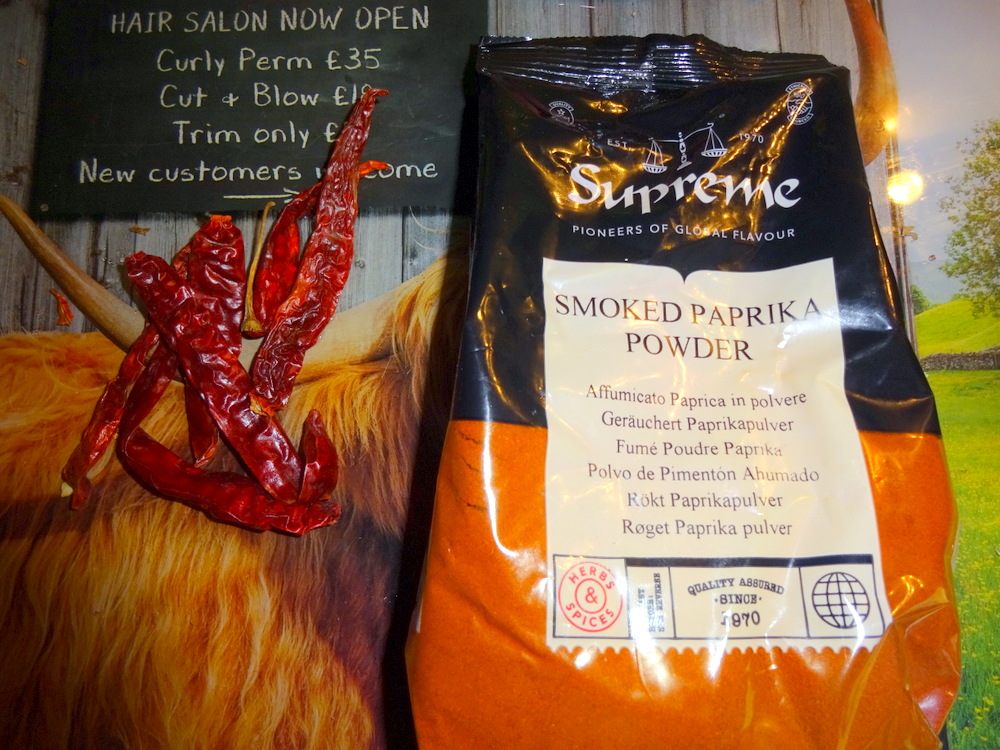 HAIR SALON NOW OPEN
Curly Perm £35
Cut & Blow
Trim only
New customers
EST. 1970
Supreme
PIONEERS OF GLOBAL FLAVOUR
SMOKED PAPRIKA
POWDER
Affumicato Paprica in polvere
Geräuchert Paprikapulver
Fumé Poudre Paprika
Polvo de Pimentón Ahumado
Rökt Paprikapulver
Røget Paprika pulver
HERBS
&
SPICES
QUALITY ASSURED
·SINCE·
1970